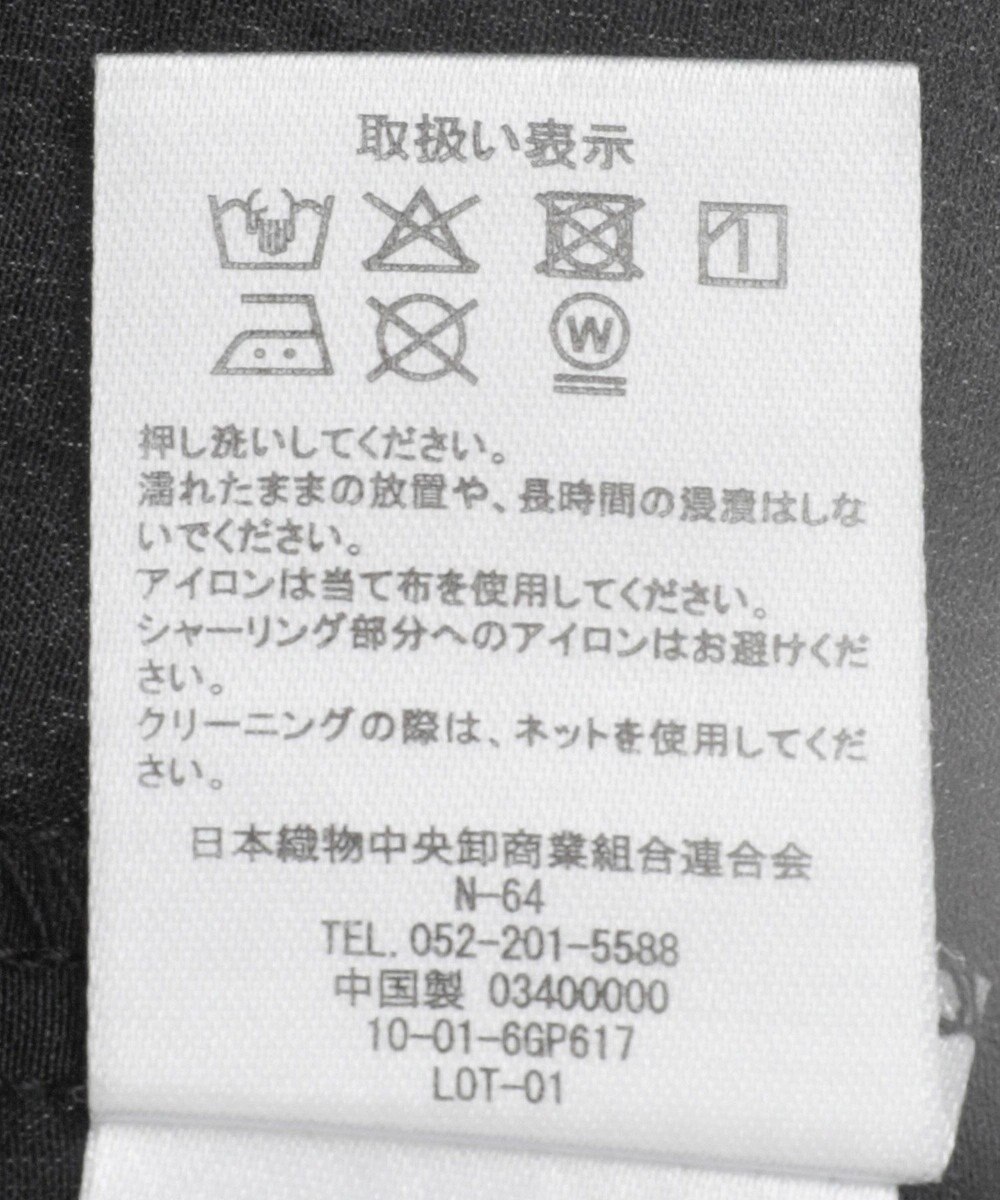 取扱い表示
W
押し洗いしてください。
濡れたままの放置や、長時間の浸漬はしな
いでください。
アイロンは当て布を使用してください。
シャーリング部分へのアイロンはお避けくだ
さい。
クリーニングの際は、ネットを使用してくだ
さい。
日本織物中央卸商業組合連合会
N-64
TEL. 052-201-5588
中国製 03400000
10-01-6GP617
LOT-01